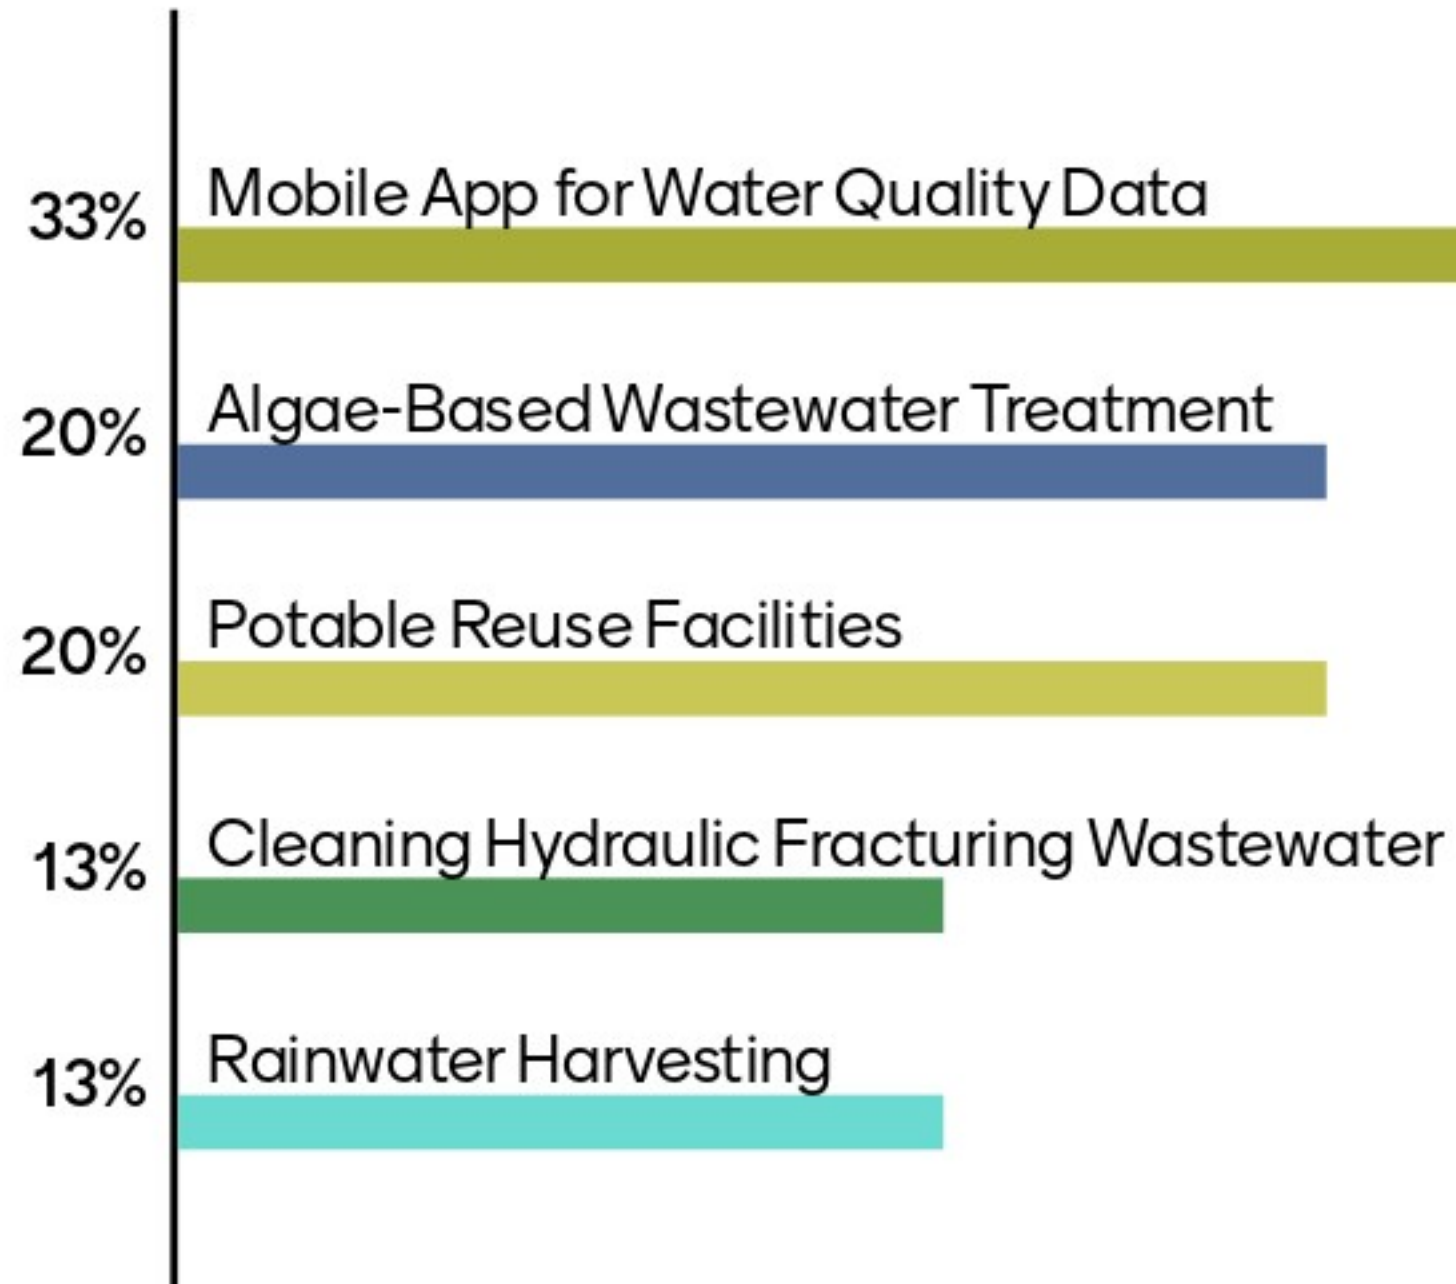 Mobile App for Water Quality Data
33%
Algae-Based Wastewater Treatment
20%
Potable Reuse Facilities
20%
Cleaning Hydraulic Fracturing Wastewater
13%
Rainwater Harvesting
13%